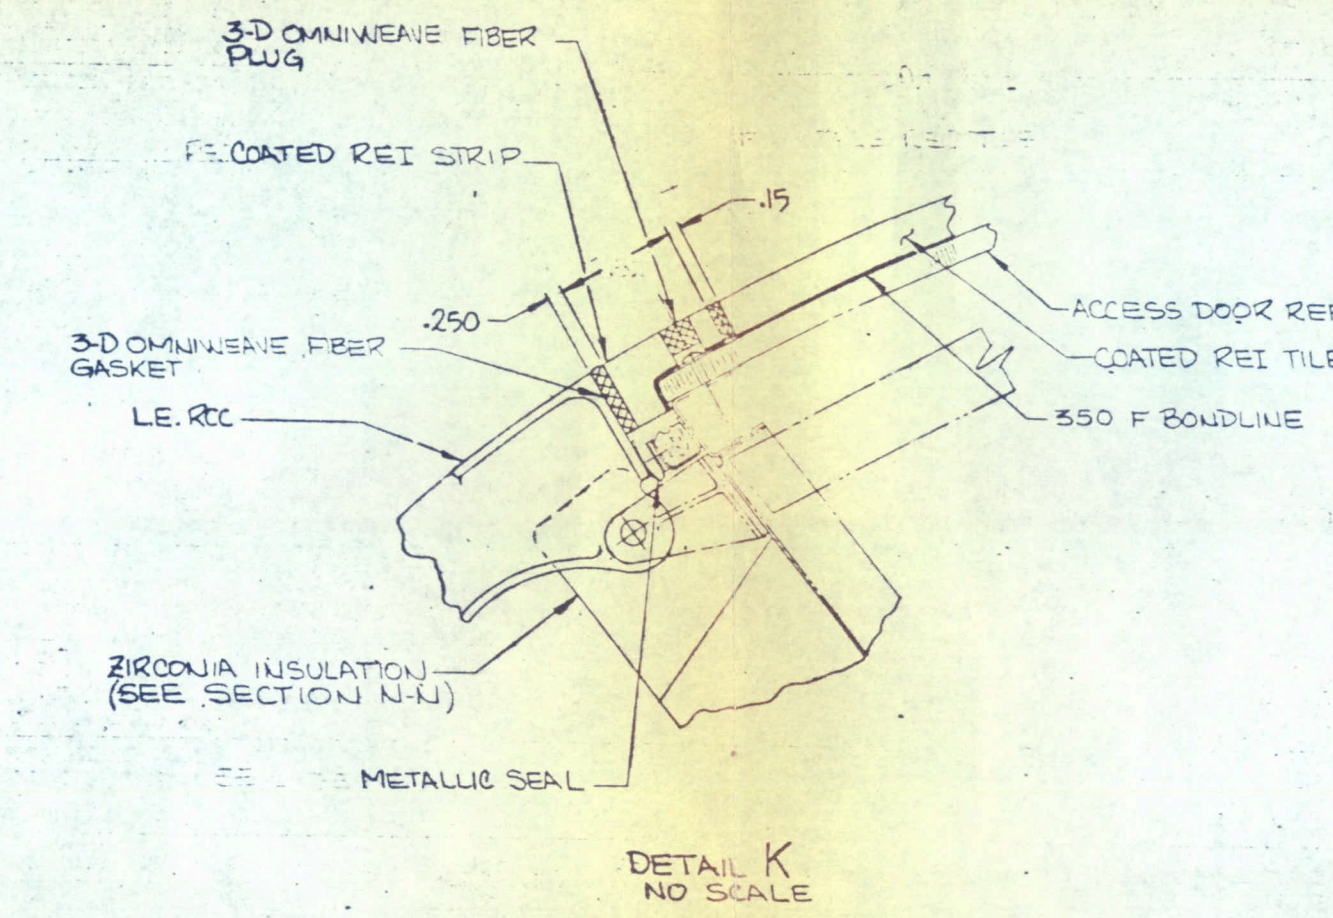 3-D OMNIWEAVE FIBER
PLUG
COATED REI STRIP
.15
.250
3-D OMNIWEAVE FIBER
GASKET
L.E. RCC
ACCESS DOOR REF
COATED REI TILE
350 F BONDLINE
ZIRCONIA INSULATION
(SEE SECTION N-N)
METALLIC SEAL
DETAIL K
NO SCALE